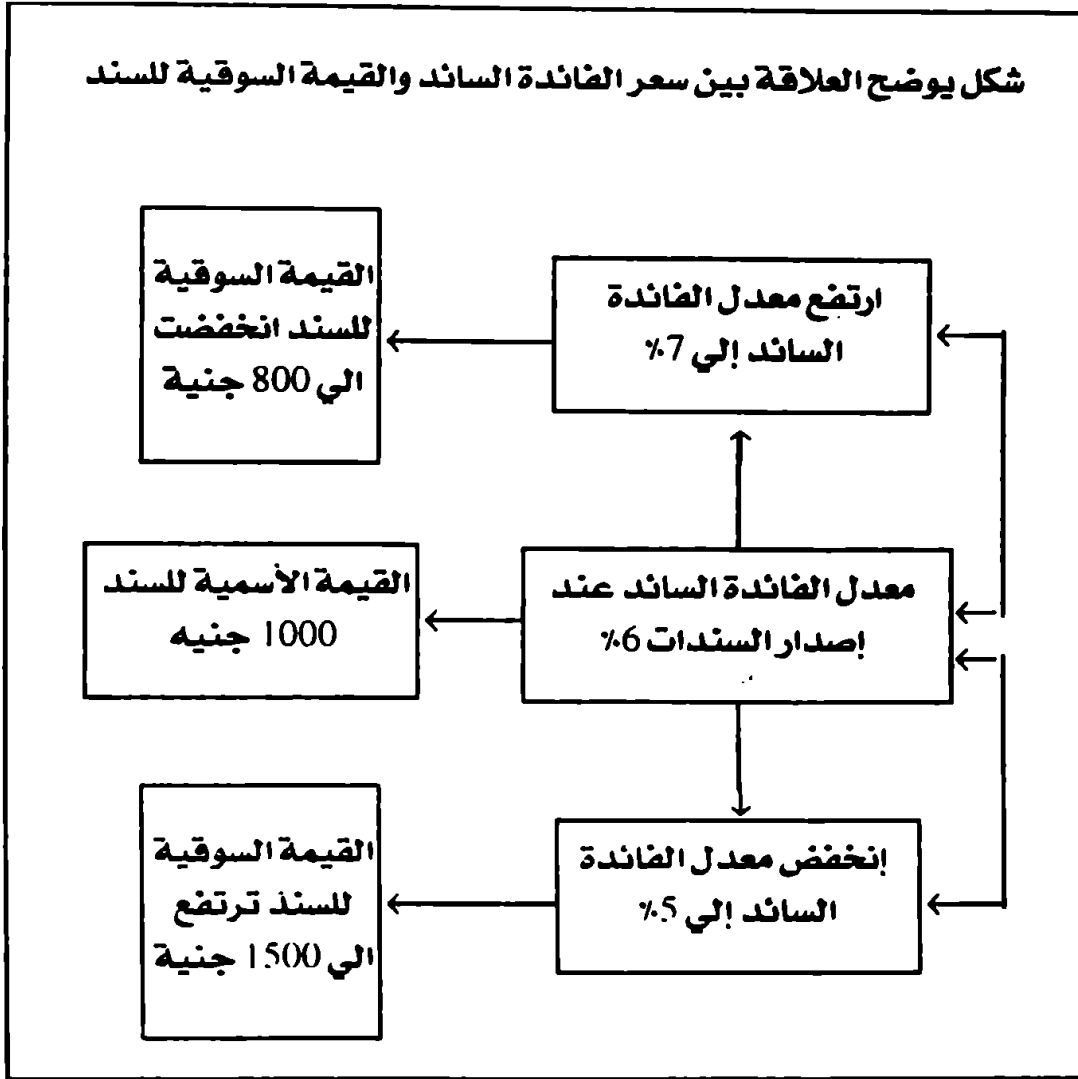 شكل يوضح العلاقة بين سعر الفائدة السائد والقيمة السوقية للسند
ارتفع معدل الفائدة
السائد إلي 7%
القيمة السوقية
للسند انخفضت
الي 800 جنية
معدل الفائدة السائد عند
إصدار السندات 6%
القيمة الأسمية للسند
1000 جنيه
إنخفض معدل الفائدة
السائد إلي 5%
القيمة السوقية
للسنذ ترتفع
الي 1500 جنية